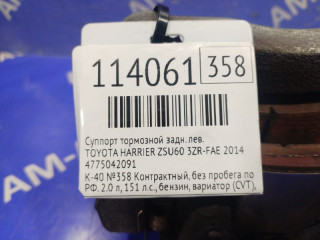 114061 358
Суппорт тормозной задн.лев.
TOYOTA HARRIER ZSU60 3ZR-FAE 2014
4775042091
К-40 №358 Контрактный, без пробега по
РФ. 2.0 л, 151 л.с., бензин, вариатор (CVT),